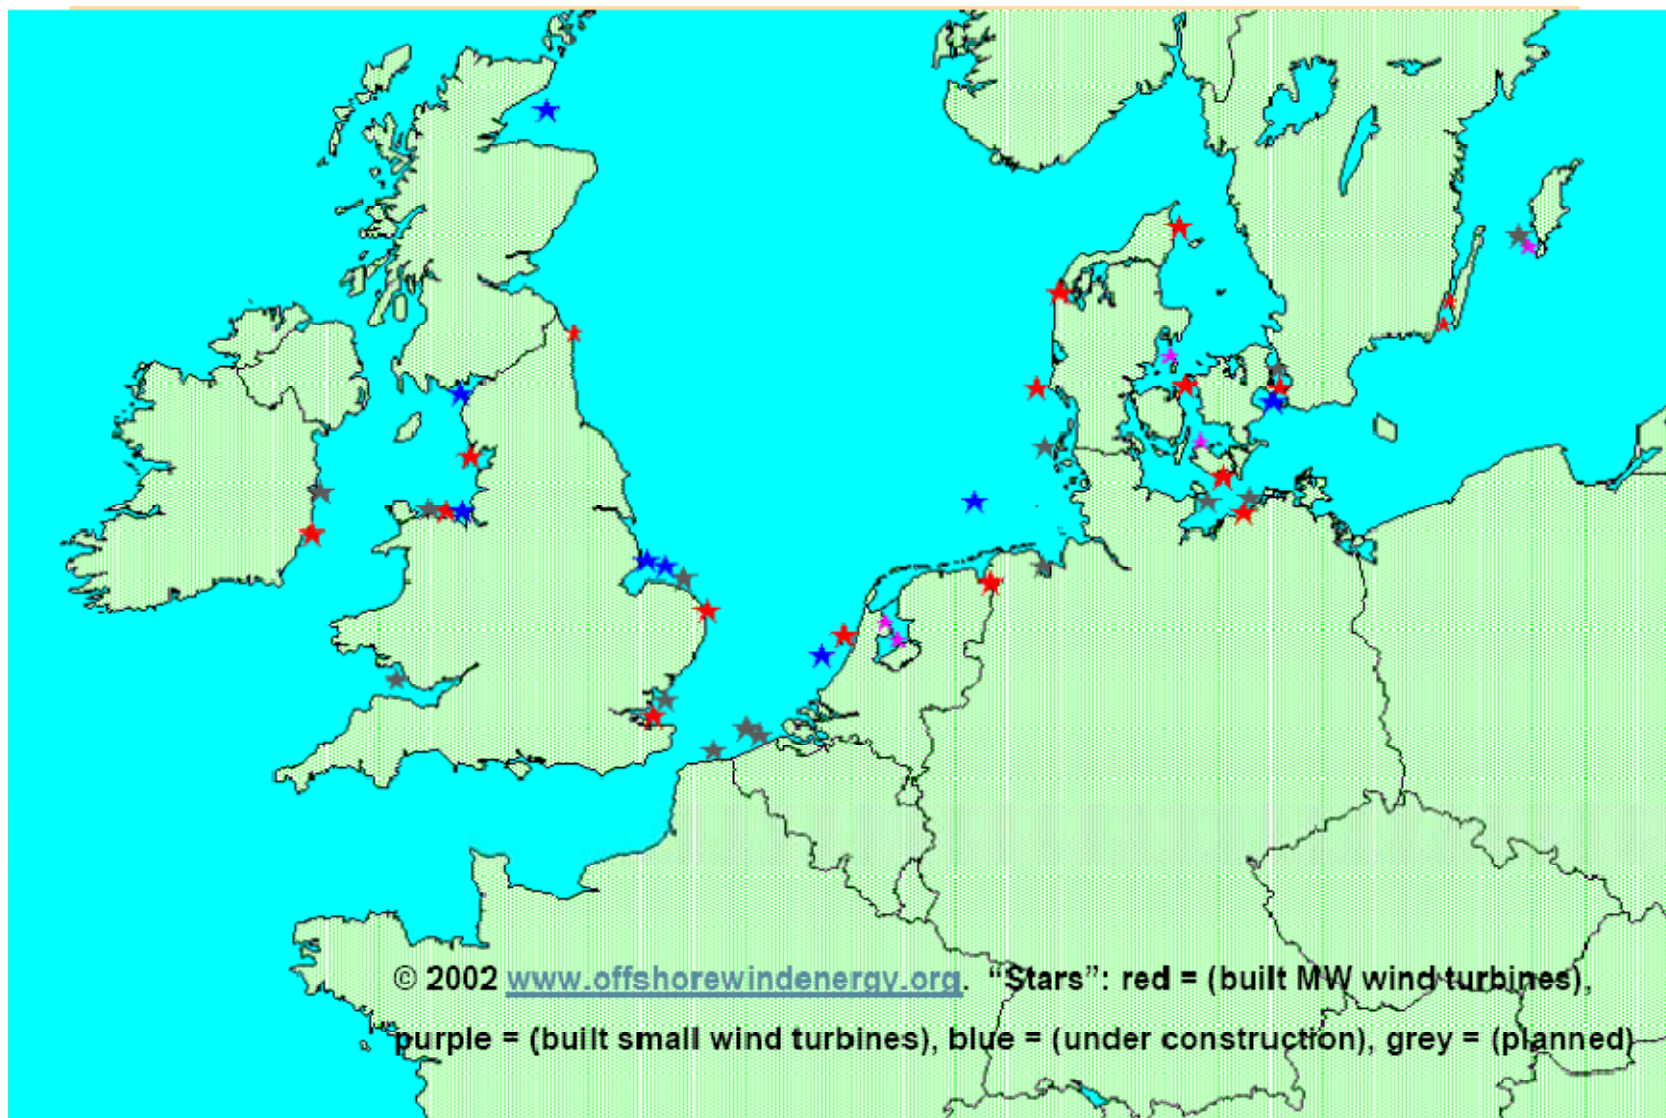 © 2002 www.offshorewindenergy.org. “Stars”: red = (built MW wind turbines),
purple = (built small wind turbines), blue = (under construction), grey = (planned)